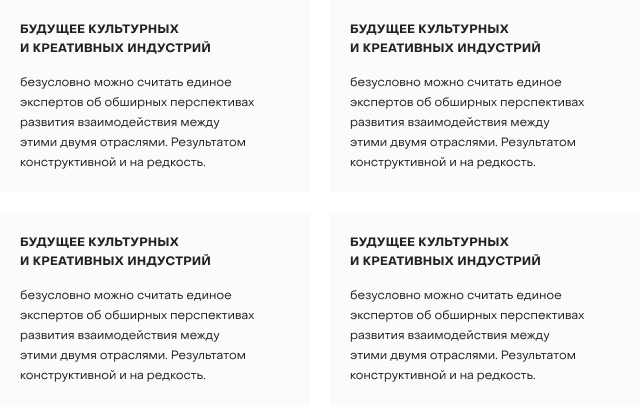 БУДУЩЕЕ КУЛЬТУРНЫХ
И КРЕАТИВНЫХ ИНДУСТРИЙ
безусловно можно считать единое
экспертов об обширных перспективах
развития взаимодействия между
этими двумя отраслями. Результатом
конструктивной и на редкость.
БУДУЩЕЕ КУЛЬТУРНЫХ
И КРЕАТИВНЫХ ИНДУСТРИЙ
безусловно можно считать единое
экспертов об обширных перспективах
развития взаимодействия между
этими двумя отраслями. Результатом
конструктивной и на редкость.
БУДУЩЕЕ КУЛЬТУРНЫХ
И КРЕАТИВНЫХ ИНДУСТРИЙ
безусловно можно считать единое
экспертов об обширных перспективах
развития взаимодействия между
этими двумя отраслями. Результатом
конструктивной и на редкость.
БУДУЩЕЕ КУЛЬТУРНЫХ
И КРЕАТИВНЫХ ИНДУСТРИЙ
безусловно можно считать единое
экспертов об обширных перспективах
развития взаимодействия между
этими двумя отраслями. Результатом
конструктивной и на редкость.